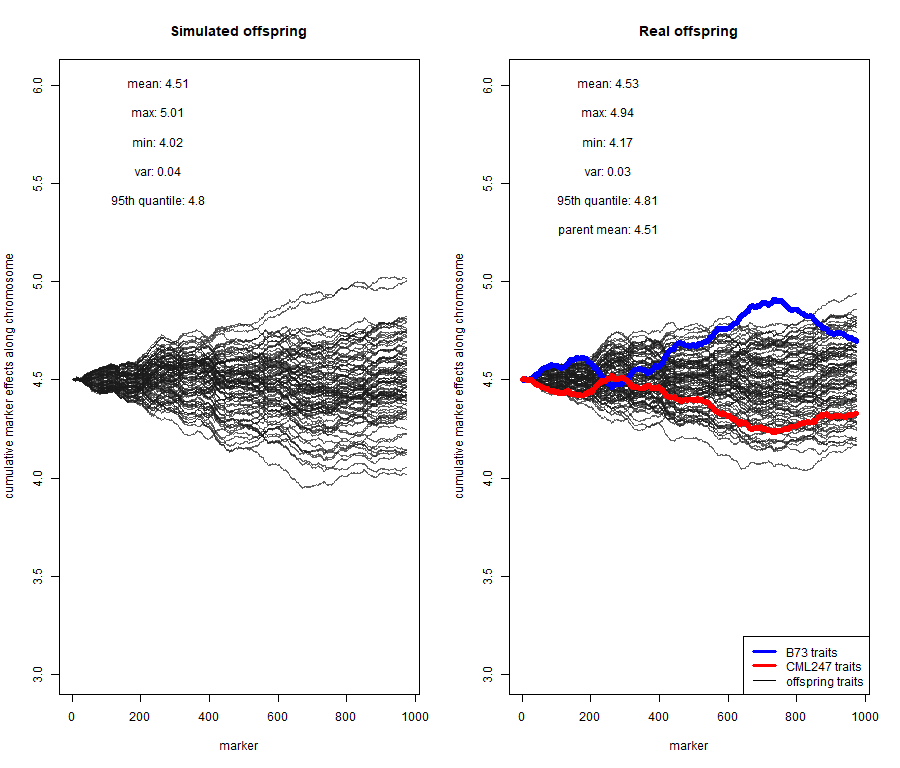 Simulated offspring
mean: 4.51
max: 5.01
min: 4.02
var: 0.04
95th quantile: 4.8
cumulative marker effects along chromosome
6.0
5.5
5.0
4.5
4.0
3.5
3.0
0 200 400 600 800 1000
marker
Real offspring
mean: 4.53
max: 4.94
min: 4.17
var: 0.03
95th quantile: 4.81
parent mean: 4.51
cumulative marker effects along chromosome
6.0
5.5
5.0
4.5
4.0
3.5
3.0
B73 traits
CML247 traits
offspring traits
0 200 400 600 800 1000
marker